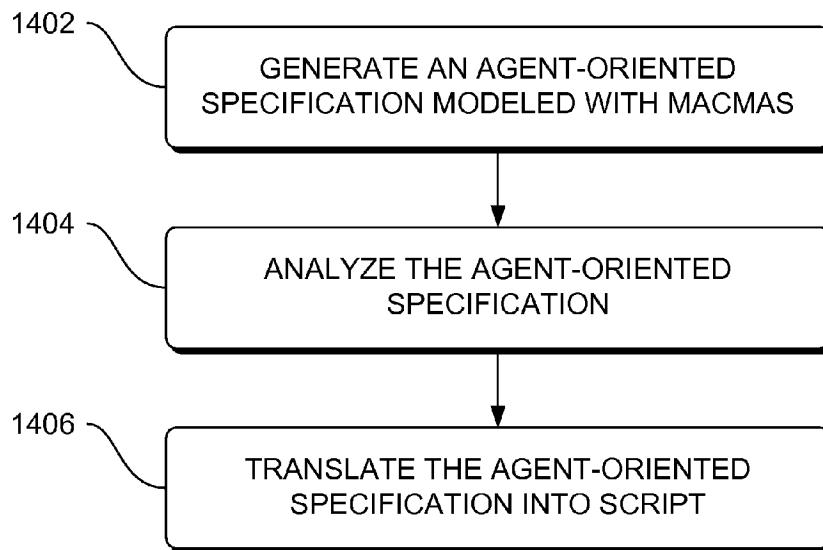 1402
GENERATE AN AGENT-ORIENTED
SPECIFICATION MODELED WITH MACMAS
1404
ANALYZE THE AGENT-ORIENTED
SPECIFICATION
1406
TRANSLATE THE AGENT-ORIENTED
SPECIFICATION INTO SCRIPT